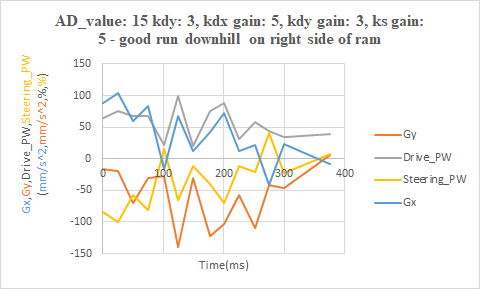 AD_value: 15 kdy: 3, kdx gain: 5, kdy gain: 3, ks gain:
5 - good run downhill on right side of ram
Gx,Gy,Drive_PW,Steering_PW
(mm/s^2,mm/s^2,%,%)
150
100
50
0
-50
-100
-150
0
100
200
300
400
Time(ms)
Gy
Drive_PW
Steering_PW
Gx